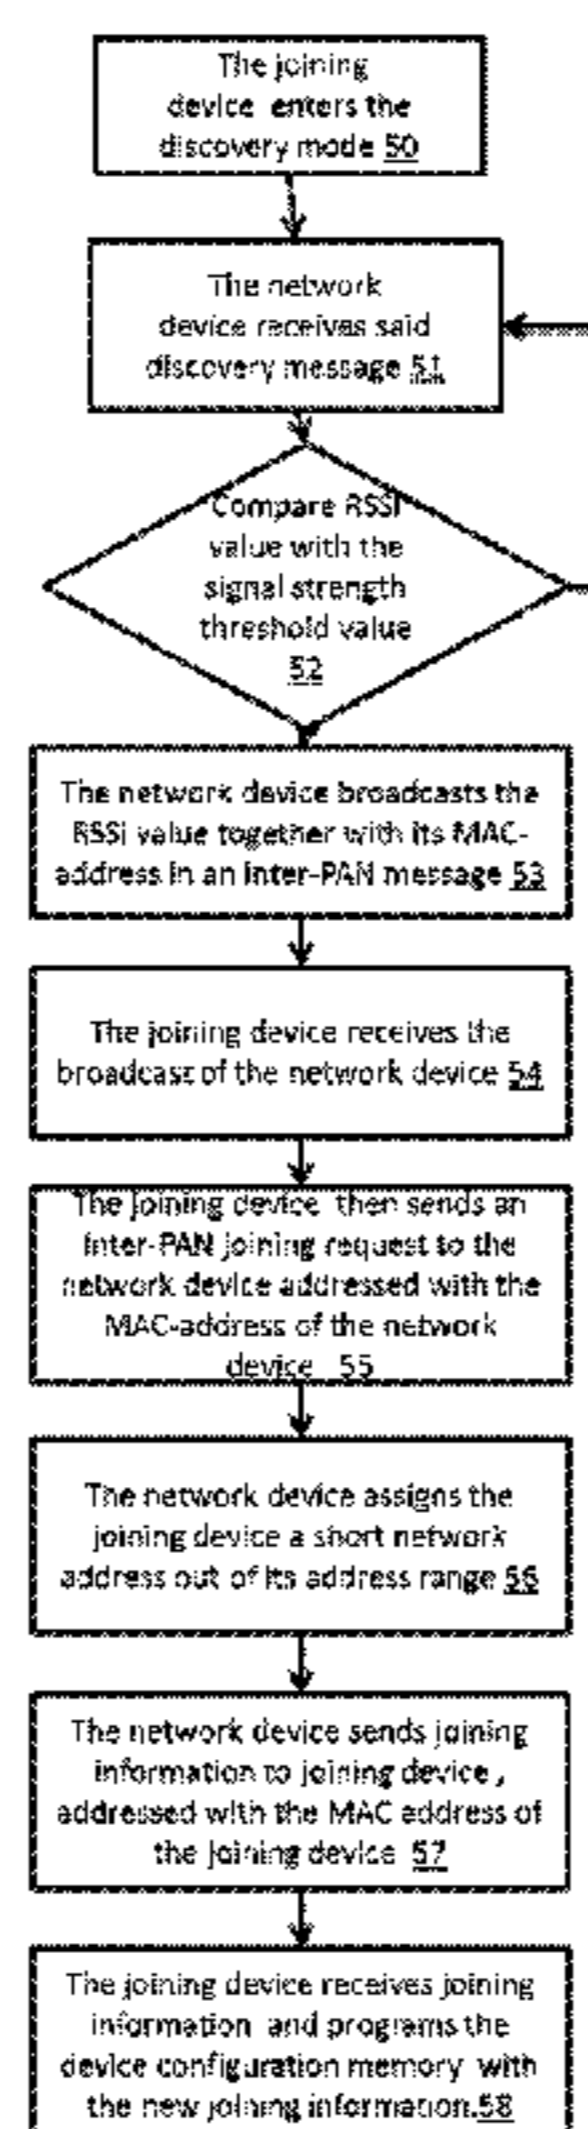 The joining
device enters the
discovery mode 50
The network
device receives said
discovery message 51
Compare RSSI
value with the
signal strength
threshold value
52
The network device broadcasts the
RSSI value together with its MAC-
address in an inter-PAN message 53
The joining device receives the
broadcast of the network device 54
The joining device then sends an
inter-PAN joining request to the
network device addressed with the
MAC-address of the network
device 55
The network device assigns the
joining device a short network
address out of its address range 56
The network device sends joining
information to joining device ,
addressed with the MAC address of
the joining device 57
The joining device receives joining
information and programs the
device configuration memory with
the new joining information.58